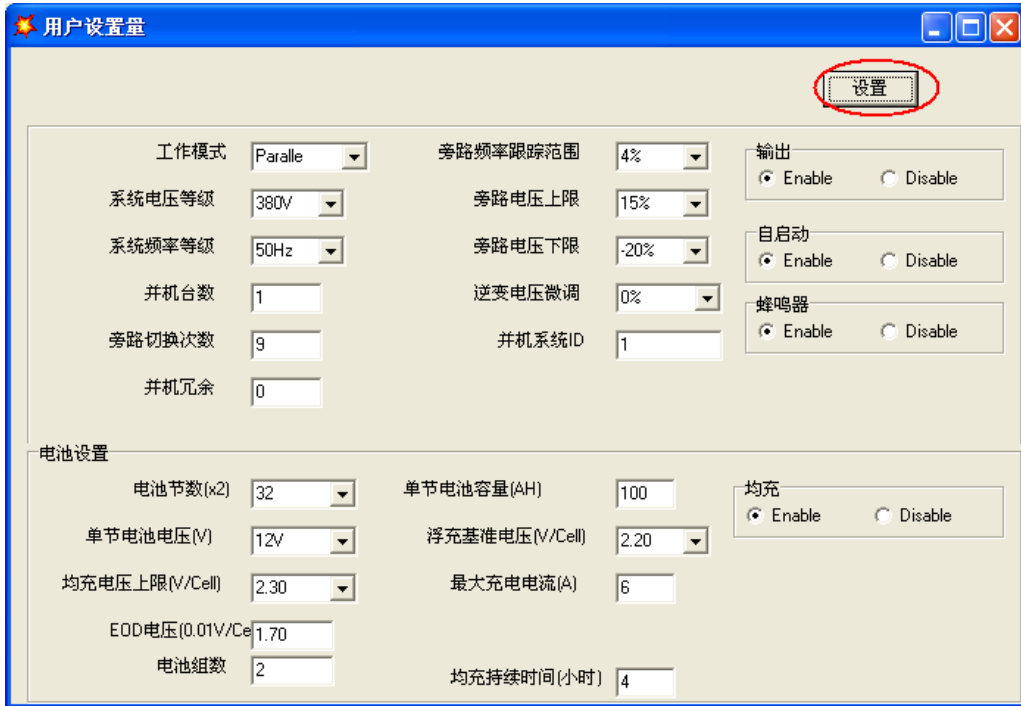 用户设置量
设置
工作模式 Paralle 旁路频率跟踪范围 4% 输出
Enable Disable
系统电压等级 380V 旁路电压上限 15%
自启动
系统频率等级 50Hz 旁路电压下限 -20% Enable Disable
并机台数 1 逆变电压微调 0% 蜂鸣器
Enable Disable
旁路切换次数 9 并机系统ID 1
并机冗余 0
电池设置
电池节数(x2) 32 单节电池容量(AH) 100 均充
Enable Disable
单节电池电压(V) 12V 浮充基准电压(V/Cell) 2.20
均充电压上限(V/Cell) 2.30 最大充电电流(A) 6
EOD电压(0.01V/Ce 1.70
电池组数 2 均充持续时间(小时) 4